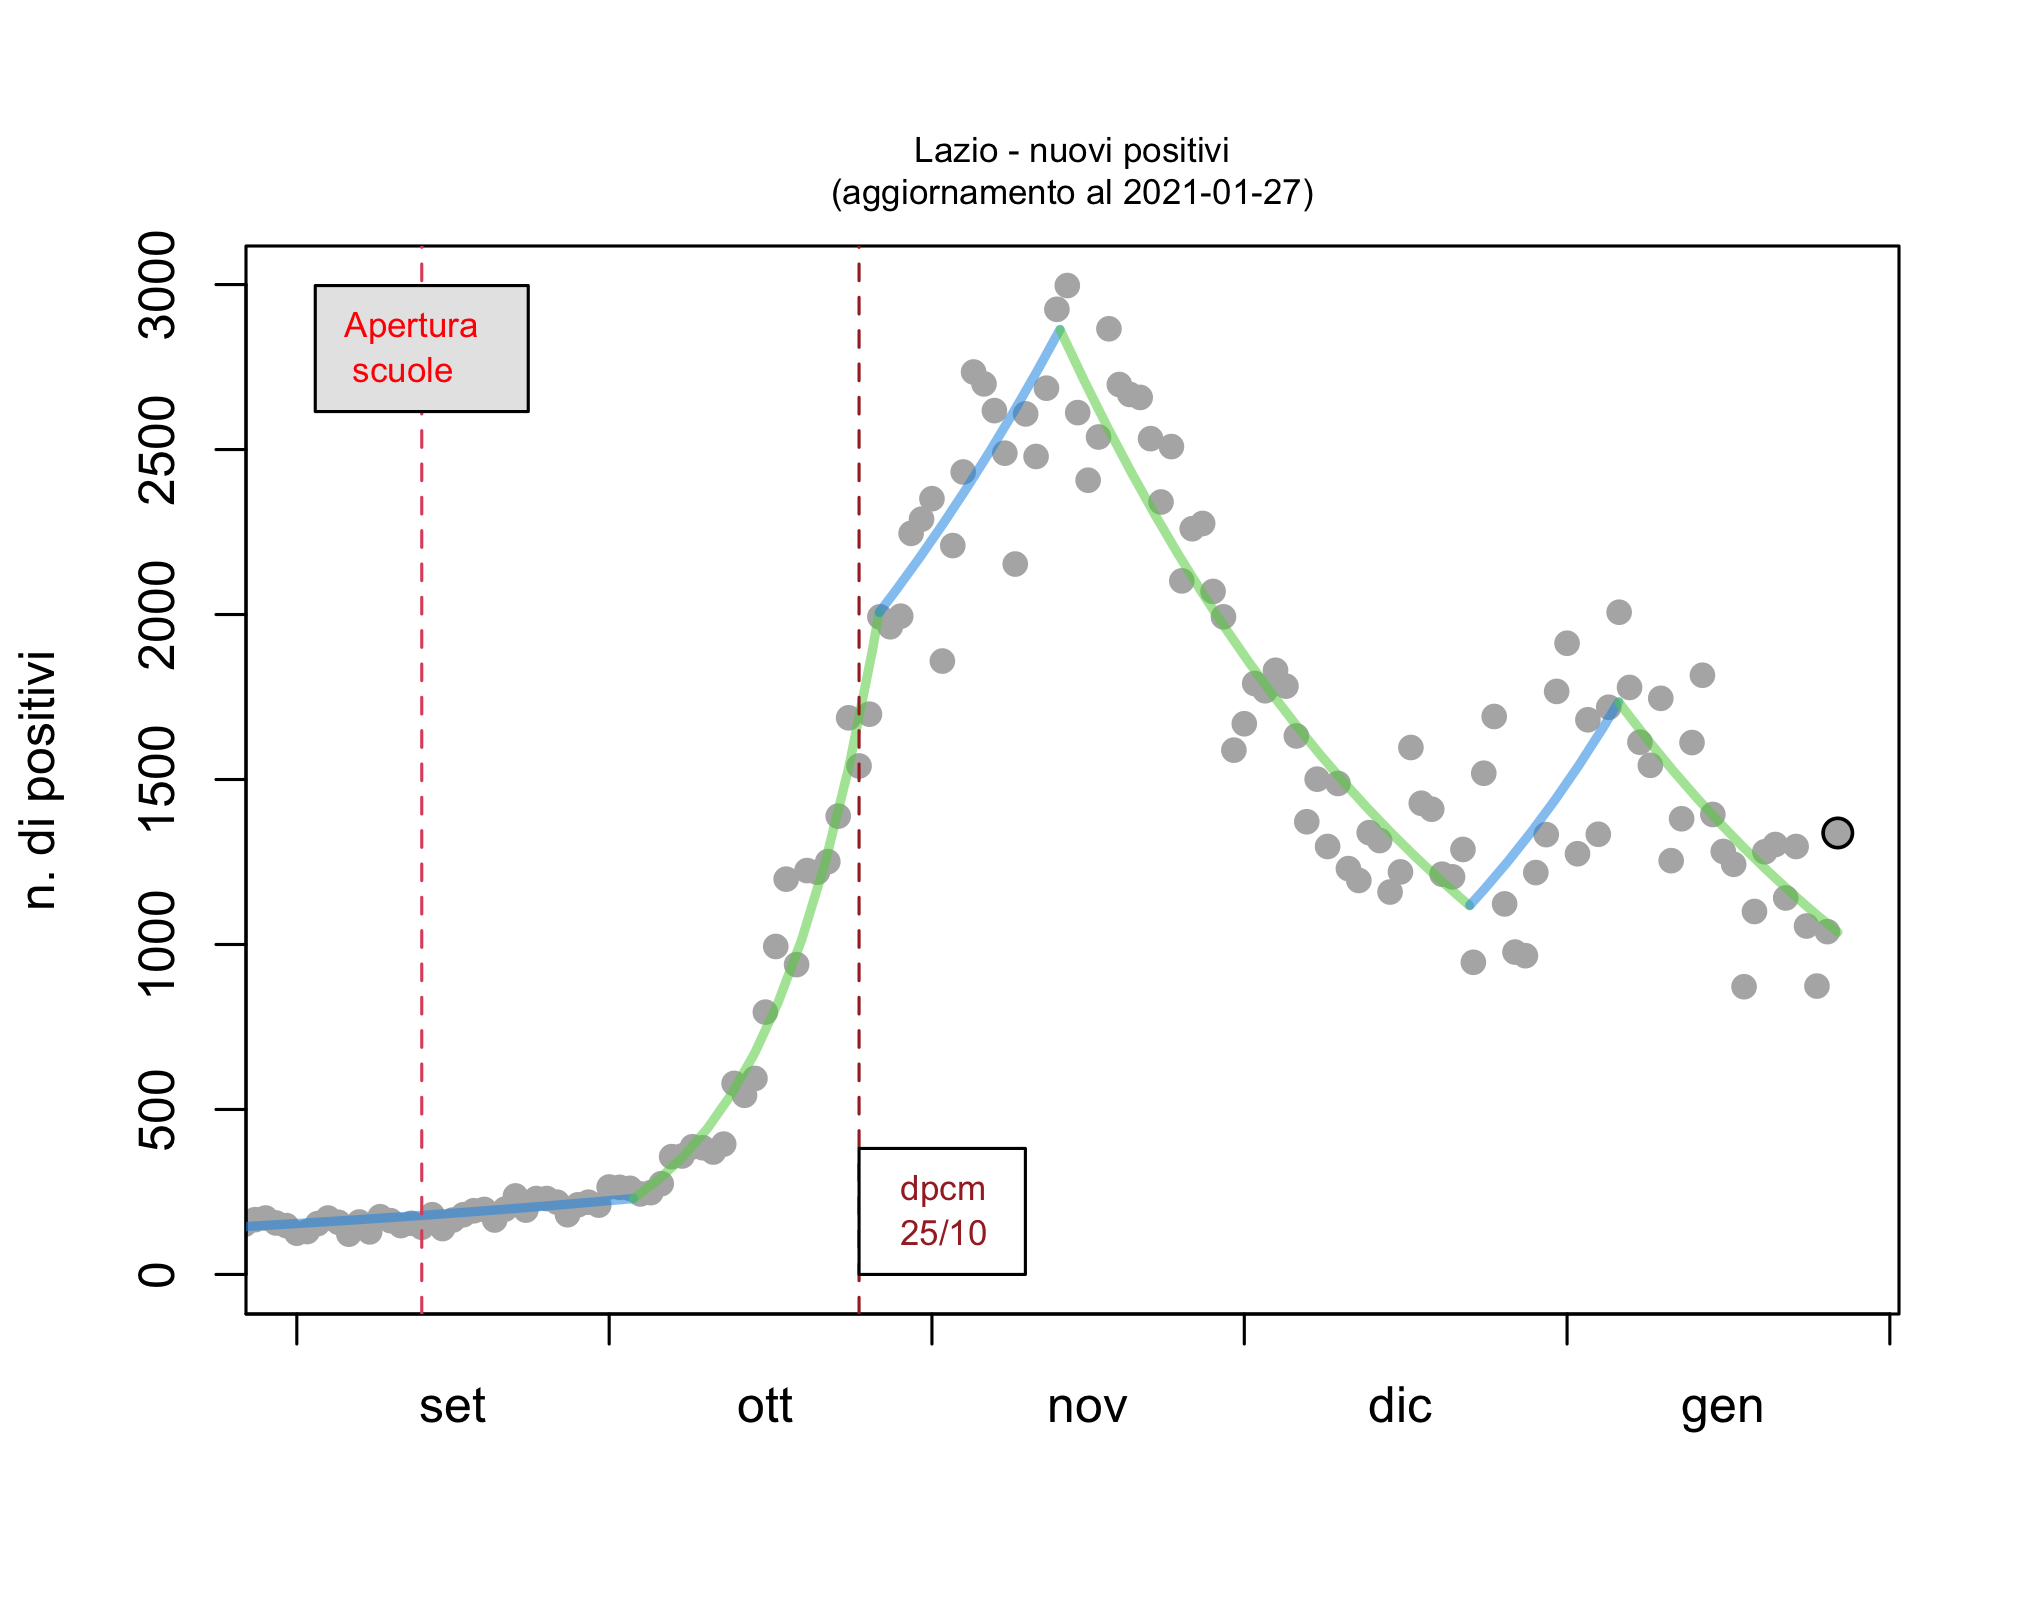 Lazio - nuovi positivi
(aggiornamento al 2021-01-27)
n. di positivi
3000
2500
2000
1500
1000
500
0
Apertura
scuole
dpcm
25/10
set
ott
nov
dic
gen